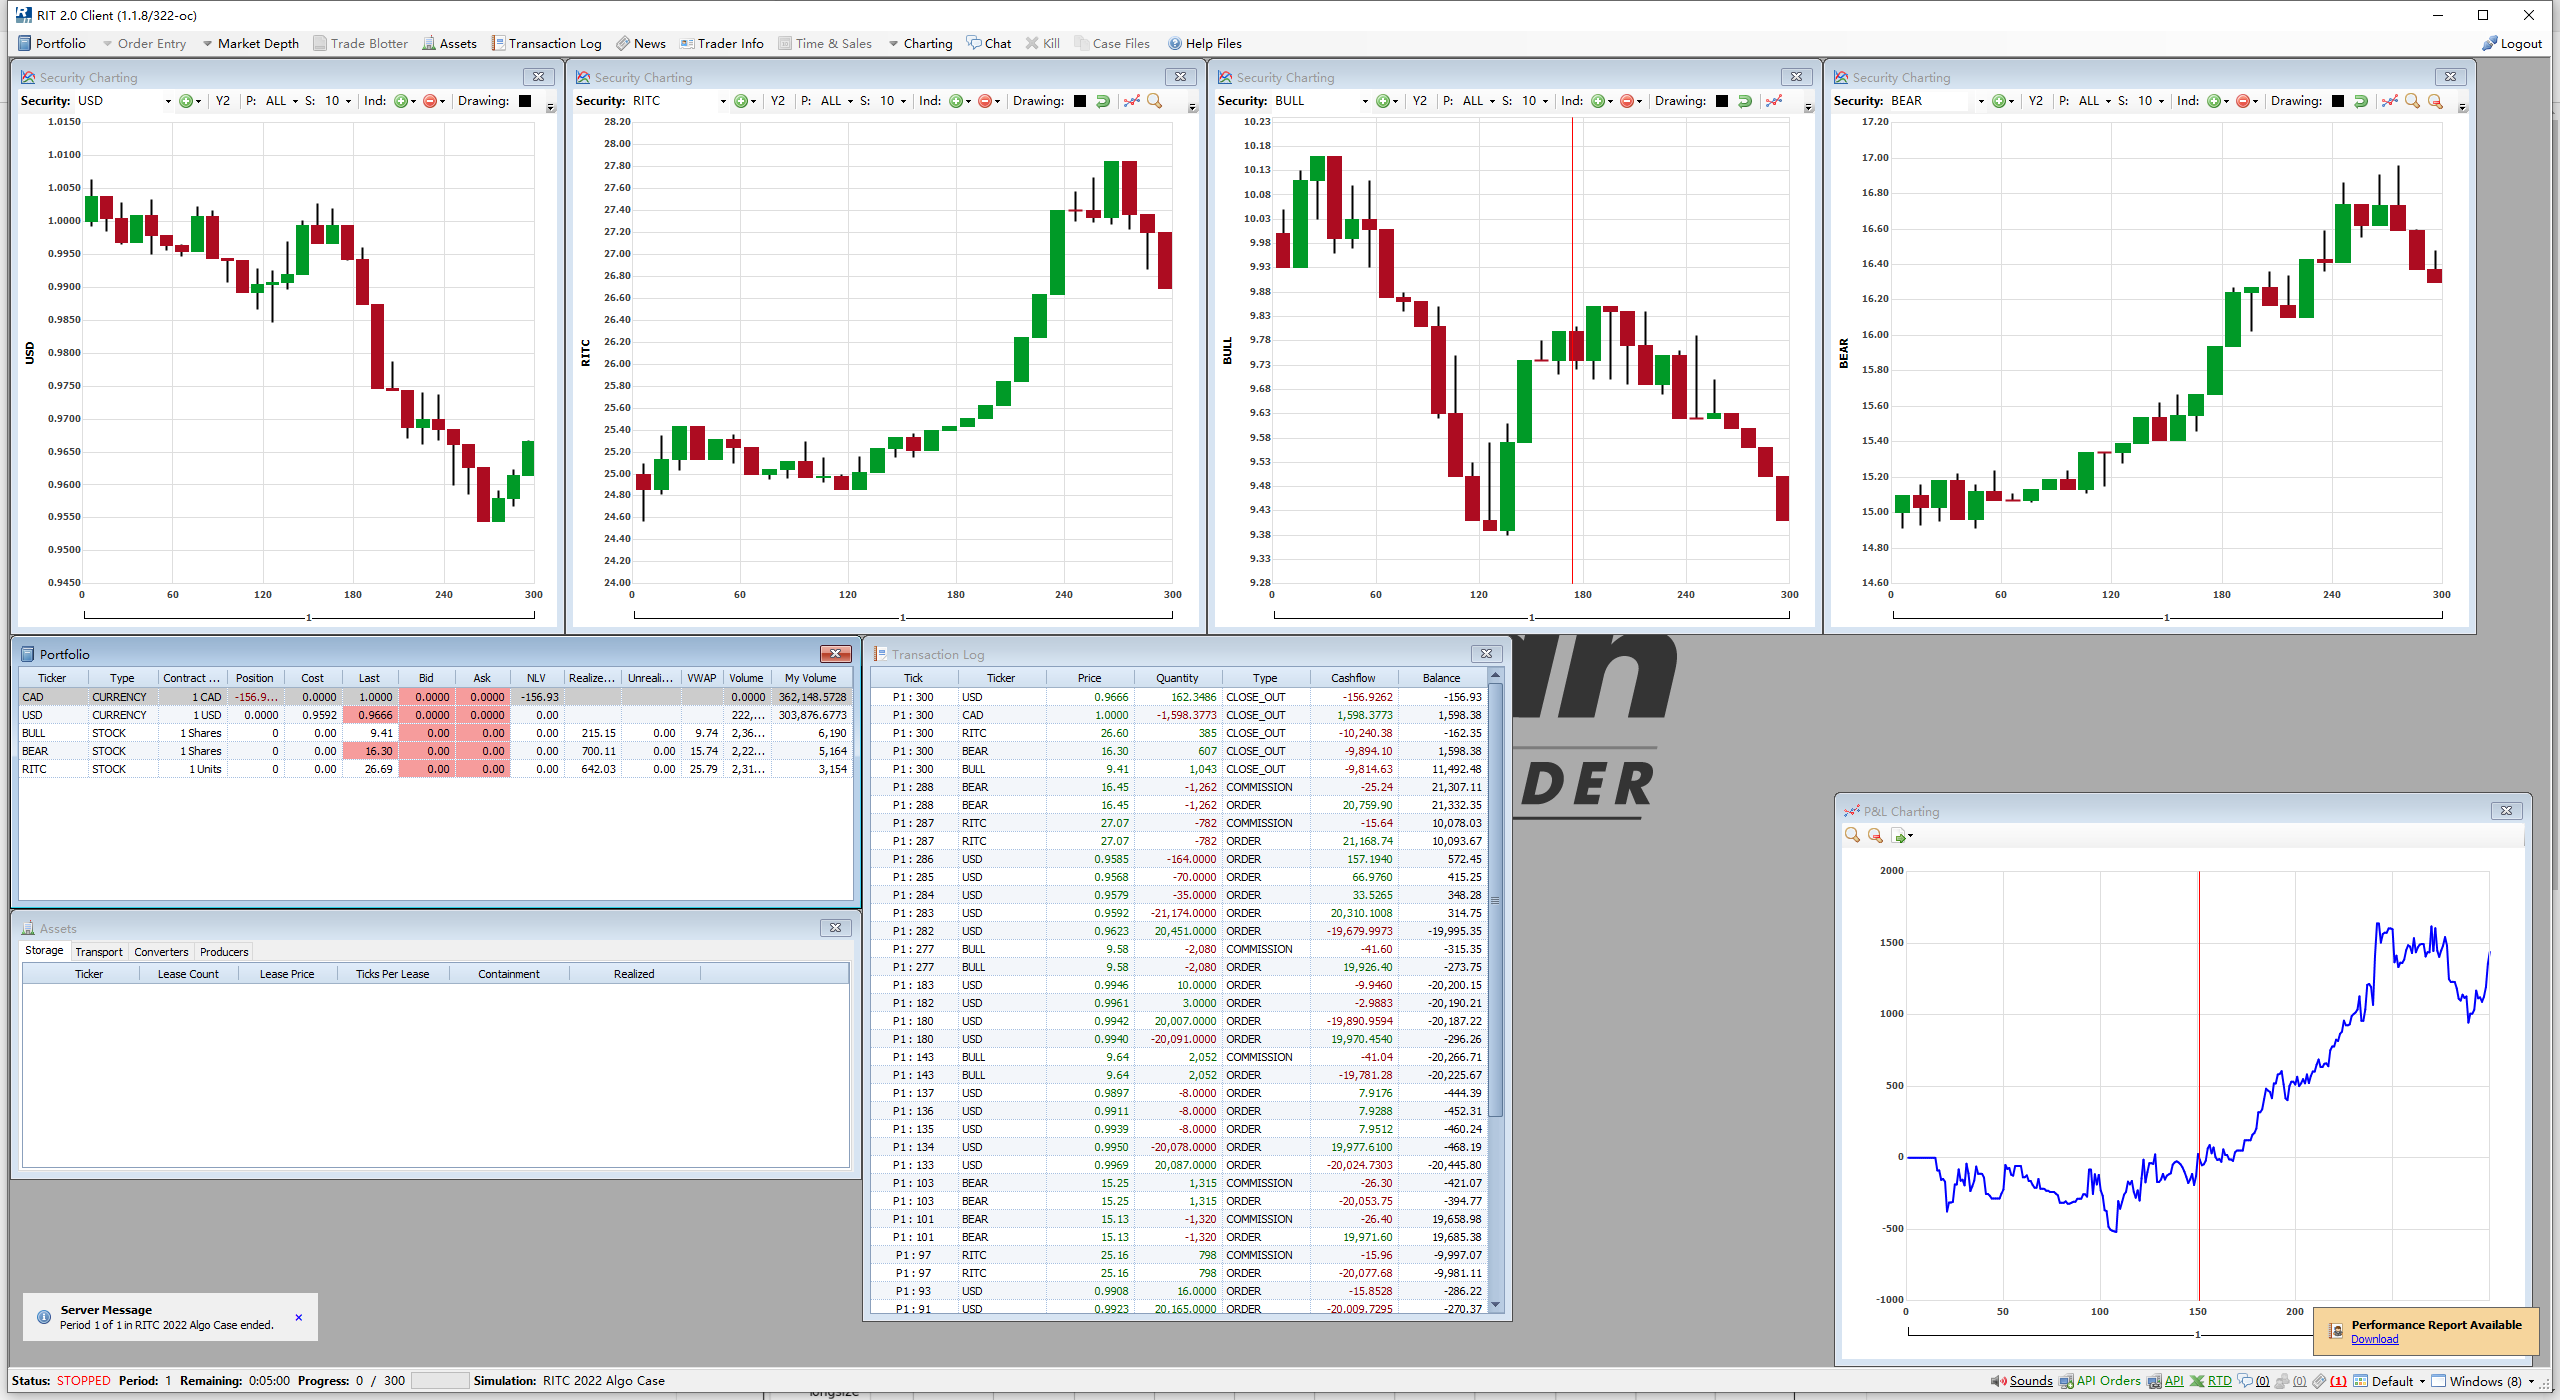 RIT 2.0 Client (1.1.8/322-oc)
Portfolio Order Entry Market Depth Trade Blotter Assets Transaction Log News Trader Info Time & Sales Charting Chat Kill Case Files Help Files Logout
Security Charting
Security: USD Y2 P: ALL S: 10 Ind: Drawing:
1.0150
1.0100
1.0050
1.0000
0.9950
0.9900
0.9850
0.9800
0.9750
0.9700
0.9650
0.9600
0.9550
0.9500
0.9450
USD
0 60 120 180 240 300
1
Security Charting
Security: RITC Y2 P: ALL S: 10 Ind: Drawing:
28.20
28.00
27.80
27.60
27.40
27.20
27.00
26.80
26.60
26.40
26.20
26.00
25.80
25.60
25.40
25.20
25.00
24.80
24.60
24.40
24.20
24.00
RITC
0 60 120 180 240 300
1
Security Charting
Security: BULL Y2 P: ALL S: 10 Ind: Drawing:
10.23
10.18
10.13
10.08
10.03
9.98
9.93
9.88
9.83
9.78
9.73
9.68
9.63
9.58
9.53
9.48
9.43
9.38
9.33
9.28
BULL
0 60 120 180 240 300
1
Security Charting
Security: BEAR Y2 P: ALL S: 10 Ind: Drawing:
17.20
17.00
16.80
16.60
16.40
16.20
16.00
15.80
15.60
15.40
15.20
15.00
14.80
14.60
BEAR
0 60 120 180 240 300
1
Portfolio
Ticker Type Contract ... Position Cost Last Bid Ask NLV Realize... Unreali... VWAP Volume My Volume
CAD CURRENCY 1 CAD -156.9... 0.0000 1.0000 0.0000 0.0000 -156.93 0.0000 362,148.5728
USD CURRENCY 1 USD 0.0000 0.9592 0.9666 0.0000 0.0000 0.00 222,... 303,876.6773
BULL STOCK 1 Shares 0 0.00 9.41 0.00 0.00 0.00 215.15 0.00 9.74 2,36... 6,190
BEAR STOCK 1 Shares 0 0.00 16.30 0.00 0.00 0.00 700.11 0.00 15.74 2,22... 5,164
RITC STOCK 1 Units 0 0.00 26.69 0.00 0.00 0.00 642.03 0.00 25.79 2,31... 3,154
Assets
Storage Transport Converters Producers
Ticker Lease Count Lease Price Ticks Per Lease Containment Realized
Transaction Log
Tick Ticker Price Quantity Type Cashflow Balance
P1 : 300 USD 0.9666 162.3486 CLOSE_OUT -156.9262 -156.93
P1 : 300 CAD 1.0000 -1,598.3773 CLOSE_OUT 1,598.3773 1,598.38
P1 : 300 RITC 26.60 385 CLOSE_OUT -10,240.38 -162.35
P1 : 300 BEAR 16.30 607 CLOSE_OUT -9,894.10 1,598.38
P1 : 300 BULL 9.41 1,043 CLOSE_OUT -9,814.63 11,492.48
P1 : 288 BEAR 16.45 -1,262 COMMISSION -25.24 21,307.11
P1 : 288 BEAR 16.45 -1,262 ORDER 20,759.90 21,332.35
P1 : 287 RITC 27.07 -782 COMMISSION -15.64 10,078.03
P1 : 287 RITC 27.07 -782 ORDER 21,168.74 10,093.67
P1 : 286 USD 0.9585 -164.0000 ORDER 157.1940 572.45
P1 : 285 USD 0.9568 -70.0000 ORDER 66.9760 415.25
P1 : 284 USD 0.9579 -35.0000 ORDER 33.5265 348.28
P1 : 283 USD 0.9592 -21,174.0000 ORDER 20,310.1008 314.75
P1 : 282 USD 0.9623 20,451.0000 ORDER -19,679.9973 -19,995.35
P1 : 277 BULL 9.58 -2,080 COMMISSION -41.60 -315.35
P1 : 277 BULL 9.58 -2,080 ORDER 19,926.40 -273.75
P1 : 183 USD 0.9946 10.0000 ORDER -9.9460 -20,200.15
P1 : 182 USD 0.9961 3.0000 ORDER -2.9883 -20,190.21
P1 : 180 USD 0.9942 20,007.0000 ORDER -19,890.9594 -20,187.22
P1 : 180 USD 0.9940 -20,091.0000 ORDER 19,970.4540 -296.26
P1 : 143 BULL 9.64 2,052 COMMISSION -41.04 -20,266.71
P1 : 143 BULL 9.64 2,052 ORDER -19,781.28 -20,225.67
P1 : 137 USD 0.9897 -8.0000 ORDER 7.9176 -444.39
P1 : 136 USD 0.9911 -8.0000 ORDER 7.9288 -452.31
P1 : 135 USD 0.9939 -8.0000 ORDER 7.9512 -460.24
P1 : 134 USD 0.9950 -20,078.0000 ORDER 19,977.6100 -468.19
P1 : 133 USD 0.9969 20,087.0000 ORDER -20,024.7303 -20,445.80
P1 : 103 BEAR 15.25 1,315 COMMISSION -26.30 -421.07
P1 : 103 BEAR 15.25 1,315 ORDER -20,053.75 -394.77
P1 : 101 BEAR 15.13 -1,320 COMMISSION -26.40 19,658.98
P1 : 101 BEAR 15.13 -1,320 ORDER 19,971.60 19,685.38
P1 : 97 RITC 25.16 798 COMMISSION -15.96 -9,997.07
P1 : 97 RITC 25.16 798 ORDER -20,077.68 -9,981.11
P1 : 93 USD 0.9908 16.0000 ORDER -15.8528 -286.22
P1 : 91 USD 0.9923 20,165.0000 ORDER -20,009.7295 -270.37
DER
P&L Charting
2000
1500
1000
500
0
-500
-1000
0 50 100 150 200
1
Performance Report Available
Download
Server Message
Period 1 of 1 in RITC 2022 Algo Case ended.
Status: STOPPED Period: 1 Remaining: 0:05:00 Progress: 0 / 300 Simulation: RITC 2022 Algo Case Sounds API Orders API RTD (0) (0) (1) Default Windows (8)